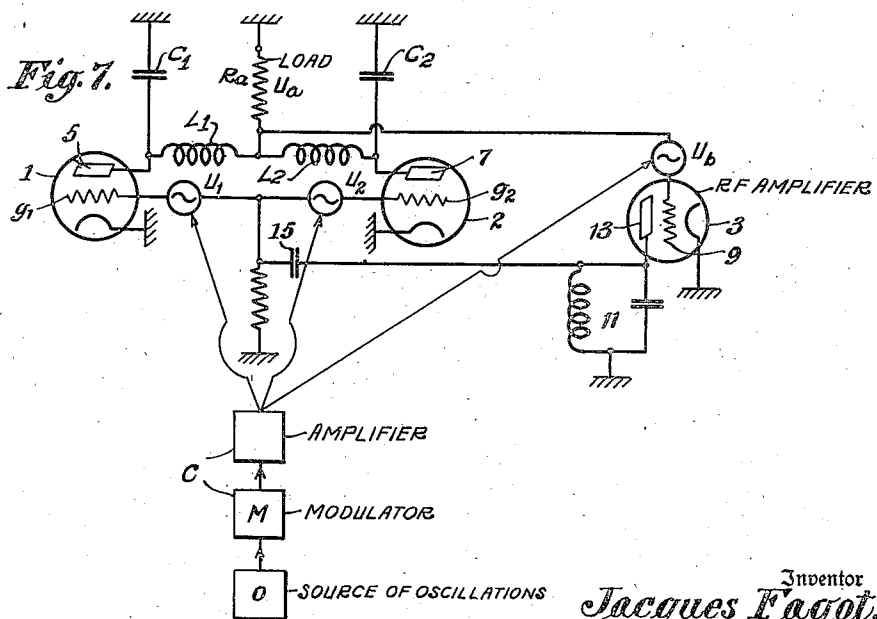 Fig. 7.
C1
LOAD
Ra
Ua
C2
5
L1
L2
7
Ub
1
g1
U1
U2
g2
2
RF AMPLIFIER
13
3
9
15
11
AMPLIFIER
C
M
MODULATOR
O
SOURCE OF OSCILLATIONS
Inventor
Jacques Fagot.